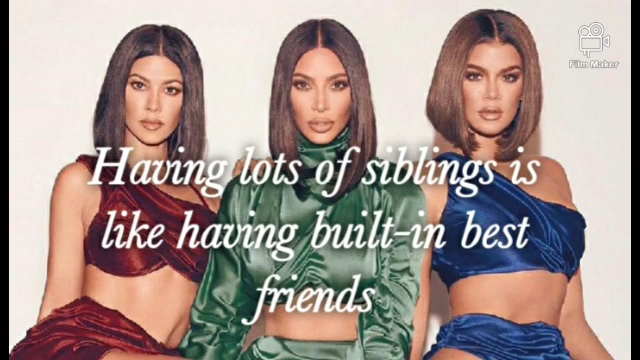 Film Maker
Having lots of siblings is
like having built-in best
friends